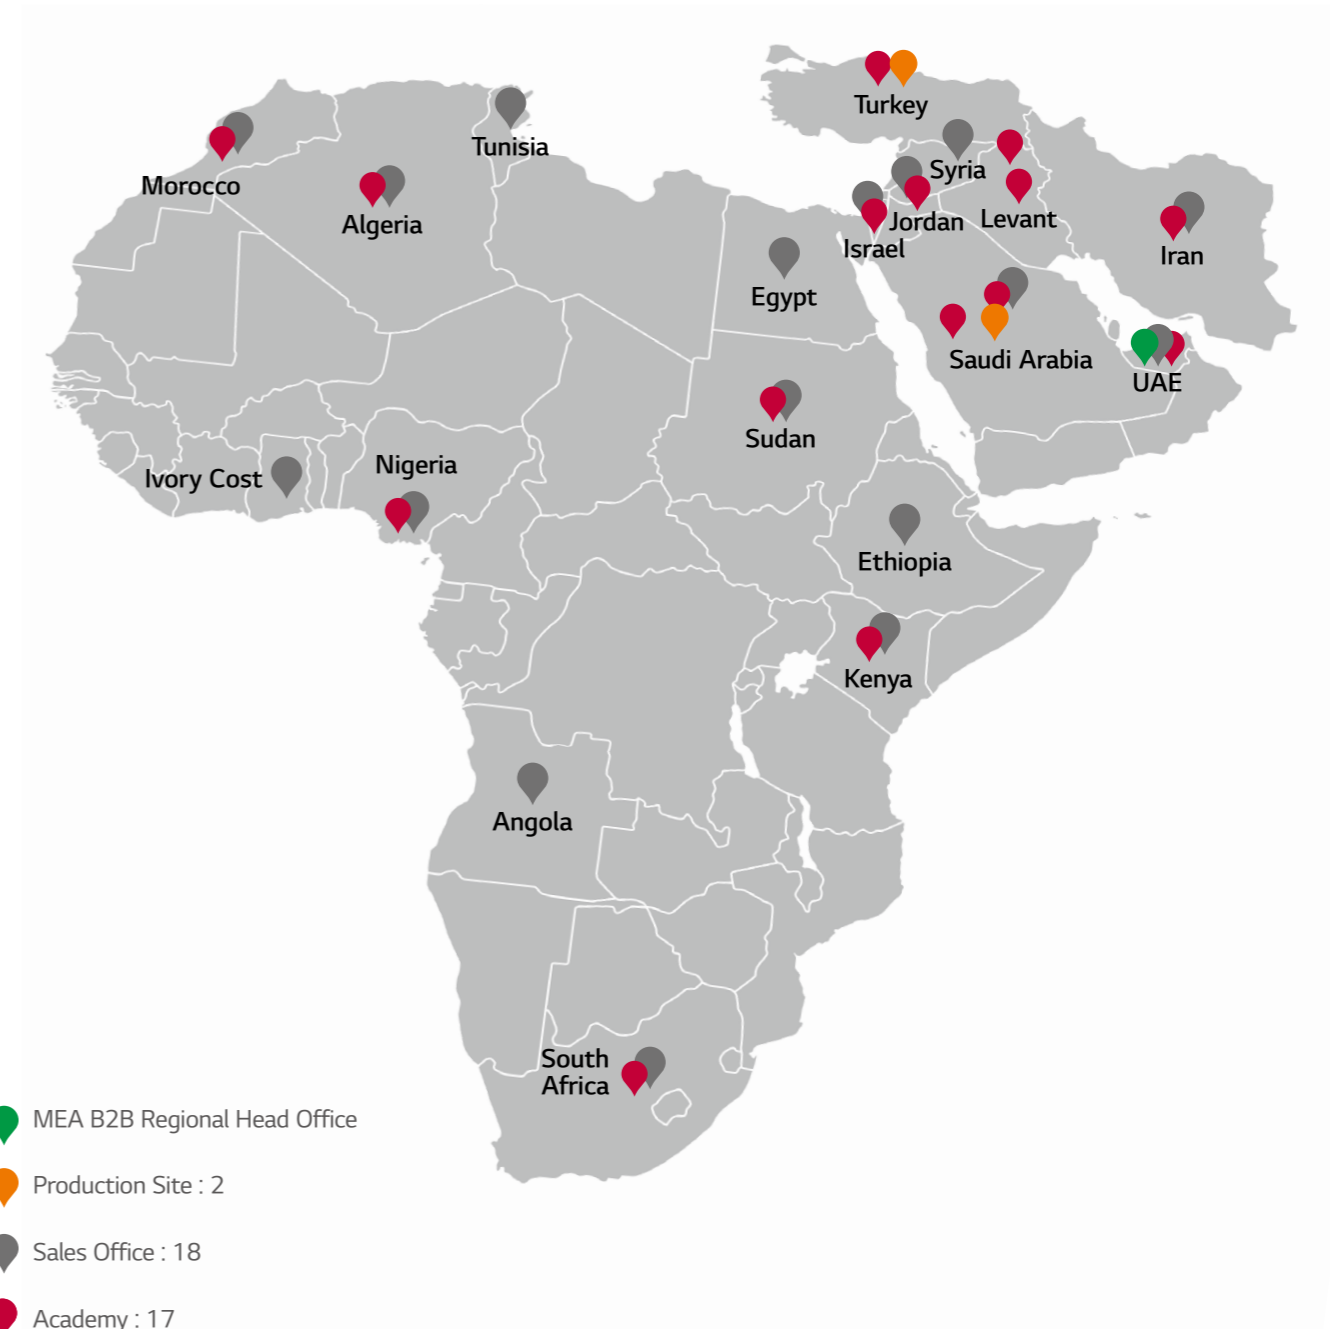 Turkey
Tunisia
Syria
Morocco
Levant
Jordan
Algeria
Israel
Iran
Egypt
Saudi Arabia
UAE
Sudan
Nigeria
Ivory Cost
Ethiopia
Kenya
Angola
South
Africa
MEA B2B Regional Head Office
Production Site : 2
Sales Office : 18
Academy : 17